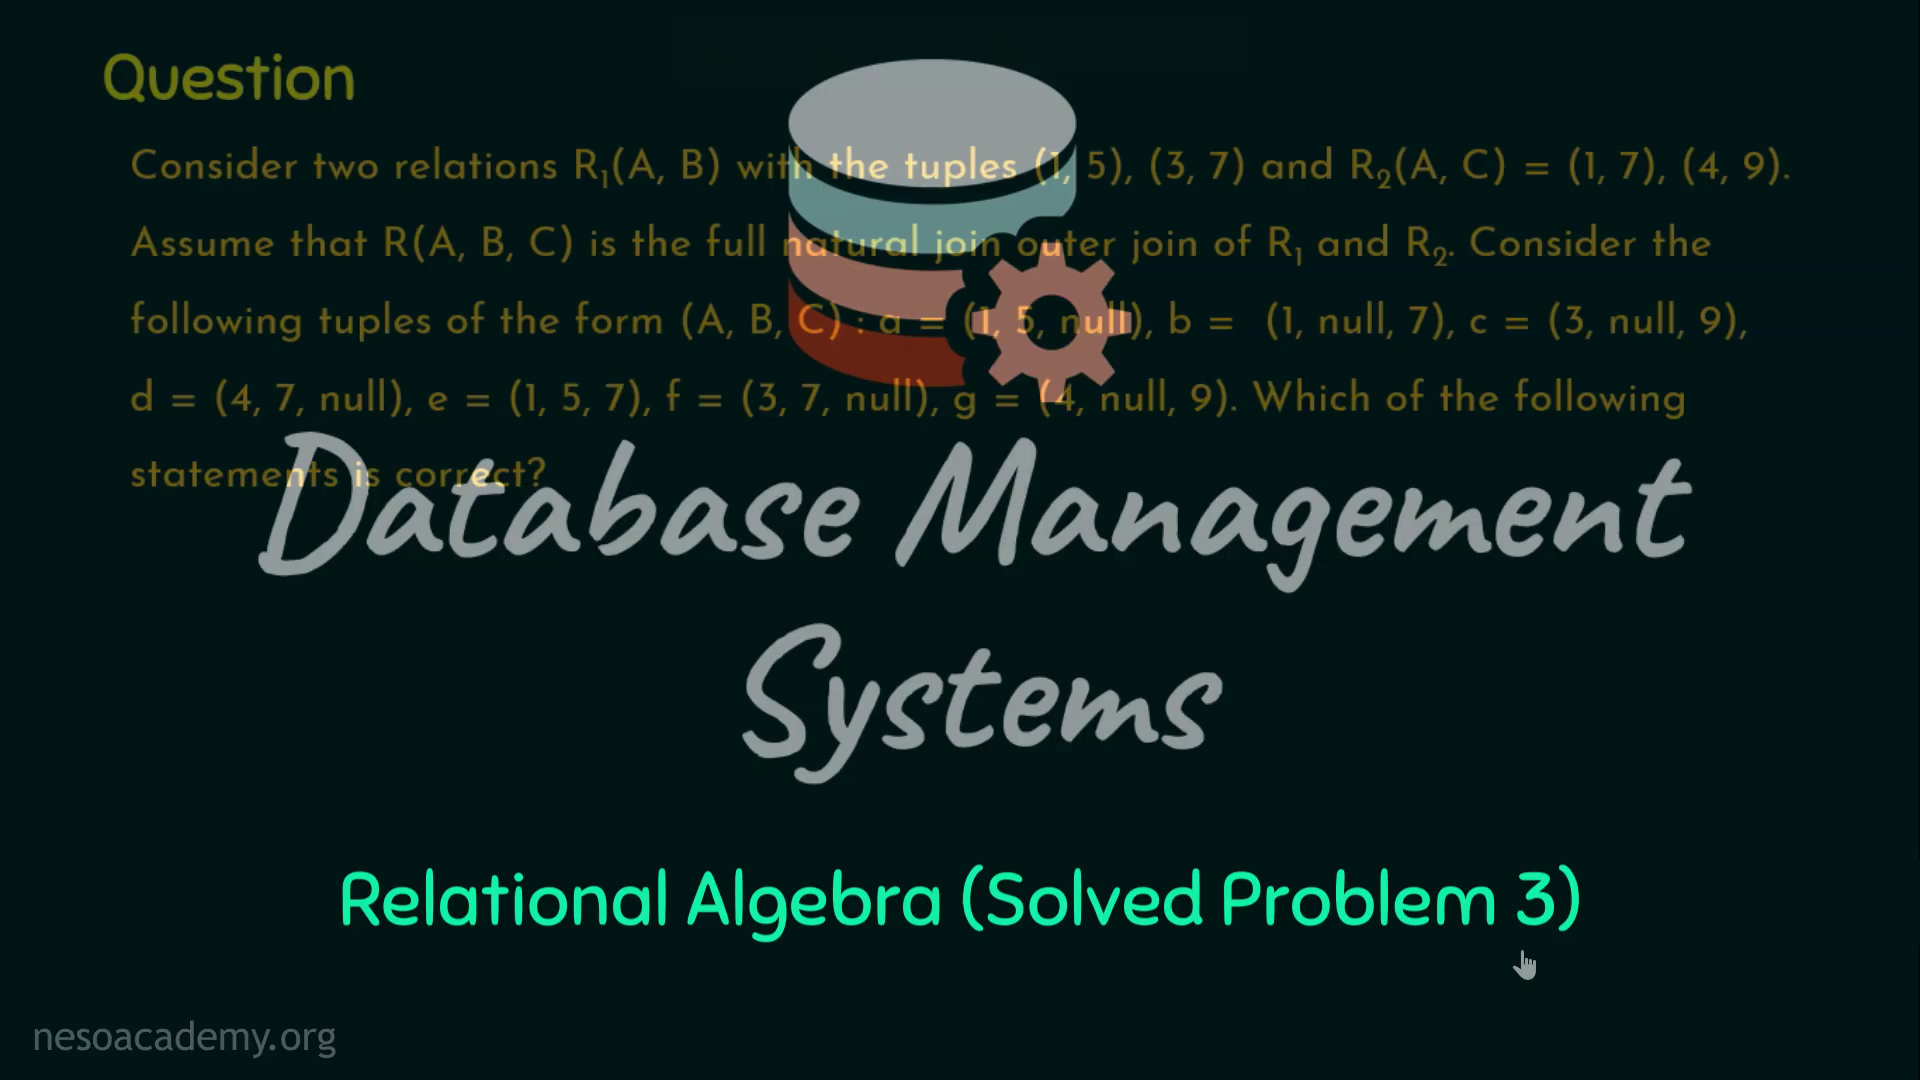 Question
Consider two relations R₁(A, B) with the tuples (1, 5), (3, 7) and R₂(A, C) = (1, 7), (4, 9).
Assume that R(A, B, C) is the full natural join outer join of R₁ and R₂. Consider the
following tuples of the form (A, B, C) : a = (1, 5, null), b = (1, null, 7), c = (3, null, 9),
d = (4, 7, null), e = (1, 5, 7), f = (3, 7, null), g = (4, null, 9). Which of the following
statements is correct?
Database Management
Systems
Relational Algebra (Solved Problem 3)
nesoacademy.org